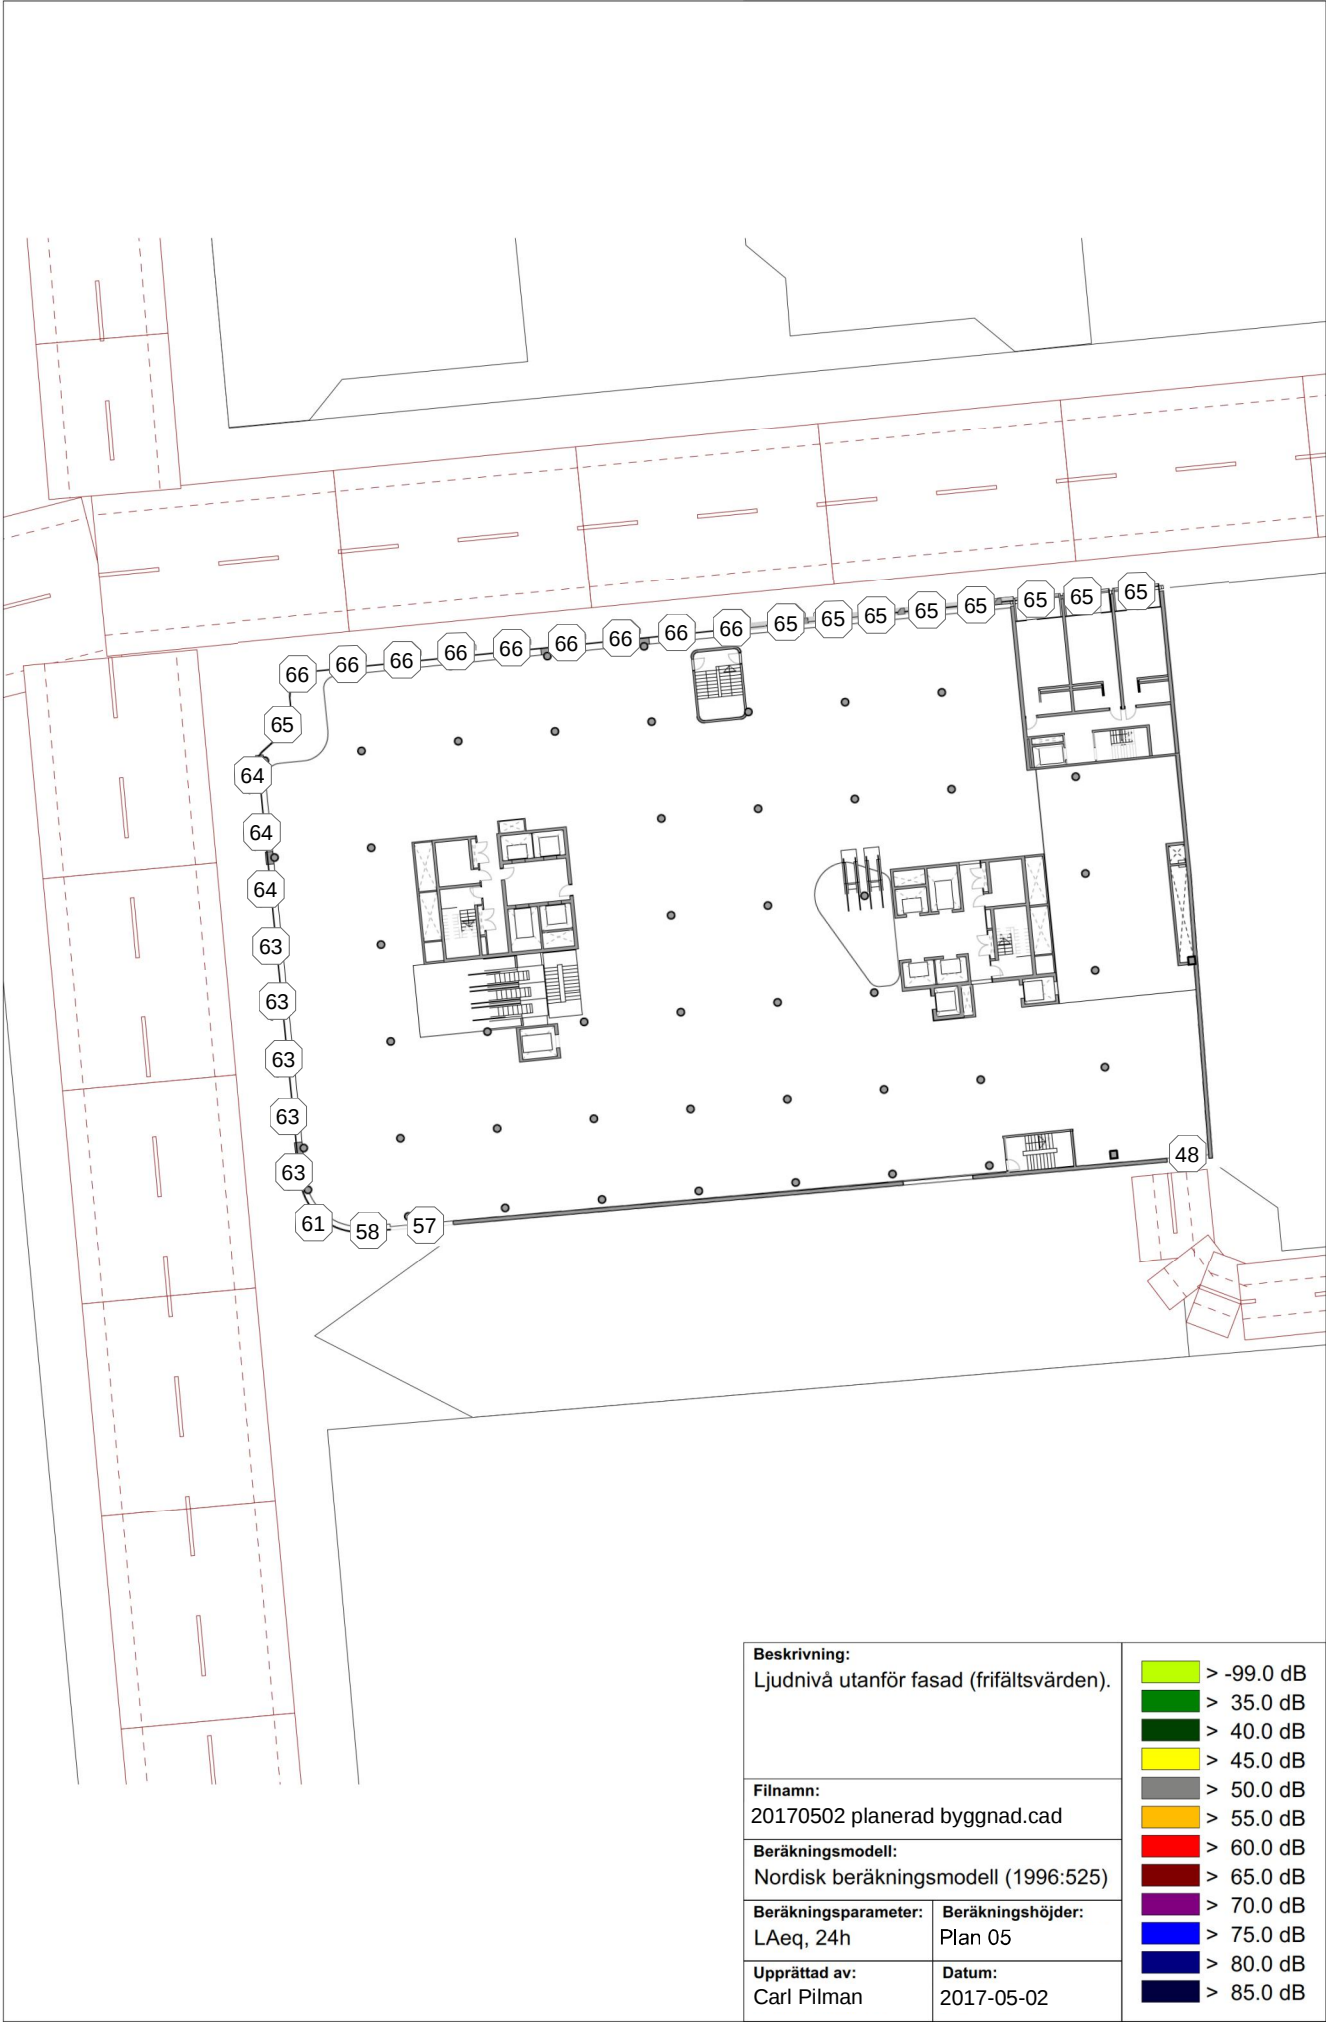 65
65
65
65
65
65
65
65
66
66
66
66
66
66
66
66
66
65
64
64
64
63
63
63
63
63
61
58
57
48
Beskrivning:
Ljudnivå utanför fasad (frifältsvärden).
Filnamn:
20170502 planerad byggnad.cad
Beräkningsmodell:
Nordisk beräkningsmodell (1996:525)
Beräkningsparameter:
LAeq, 24h
Beräkningshöjder:
Plan 05
Upprättad av:
Carl Pilman
Datum:
2017-05-02
> -99.0 dB
> 35.0 dB
> 40.0 dB
> 45.0 dB
> 50.0 dB
> 55.0 dB
> 60.0 dB
> 65.0 dB
> 70.0 dB
> 75.0 dB
> 80.0 dB
> 85.0 dB